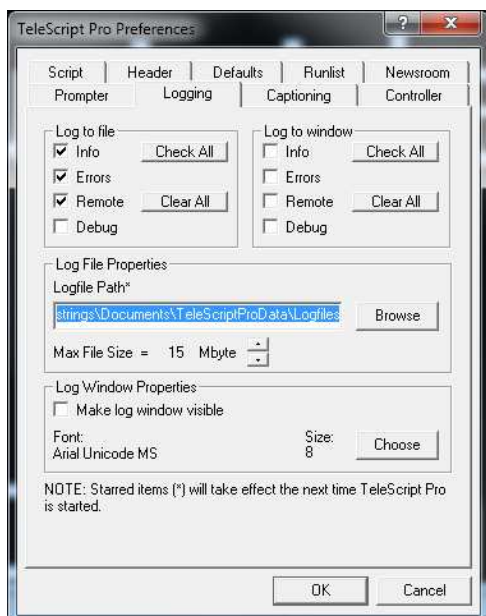 TeleScript Pro Preferences
Script Header Defaults Runlist Newsroom
Prompter Logging Captioning Controller
Log to file
Info Check All
Errors
Remote Clear All
Debug
Log to window
Info Check All
Errors
Remote Clear All
Debug
Log File Properties
Logfile Path*
strings\Documents\TeleScriptProData\Logfiles Browse
Max File Size = 15 Mbyte
Log Window Properties
Make log window visible
Font: Size:
Arial Unicode MS 8 Choose
NOTE: Starred items (*) will take effect the next time TeleScript Pro
is started.
OK Cancel